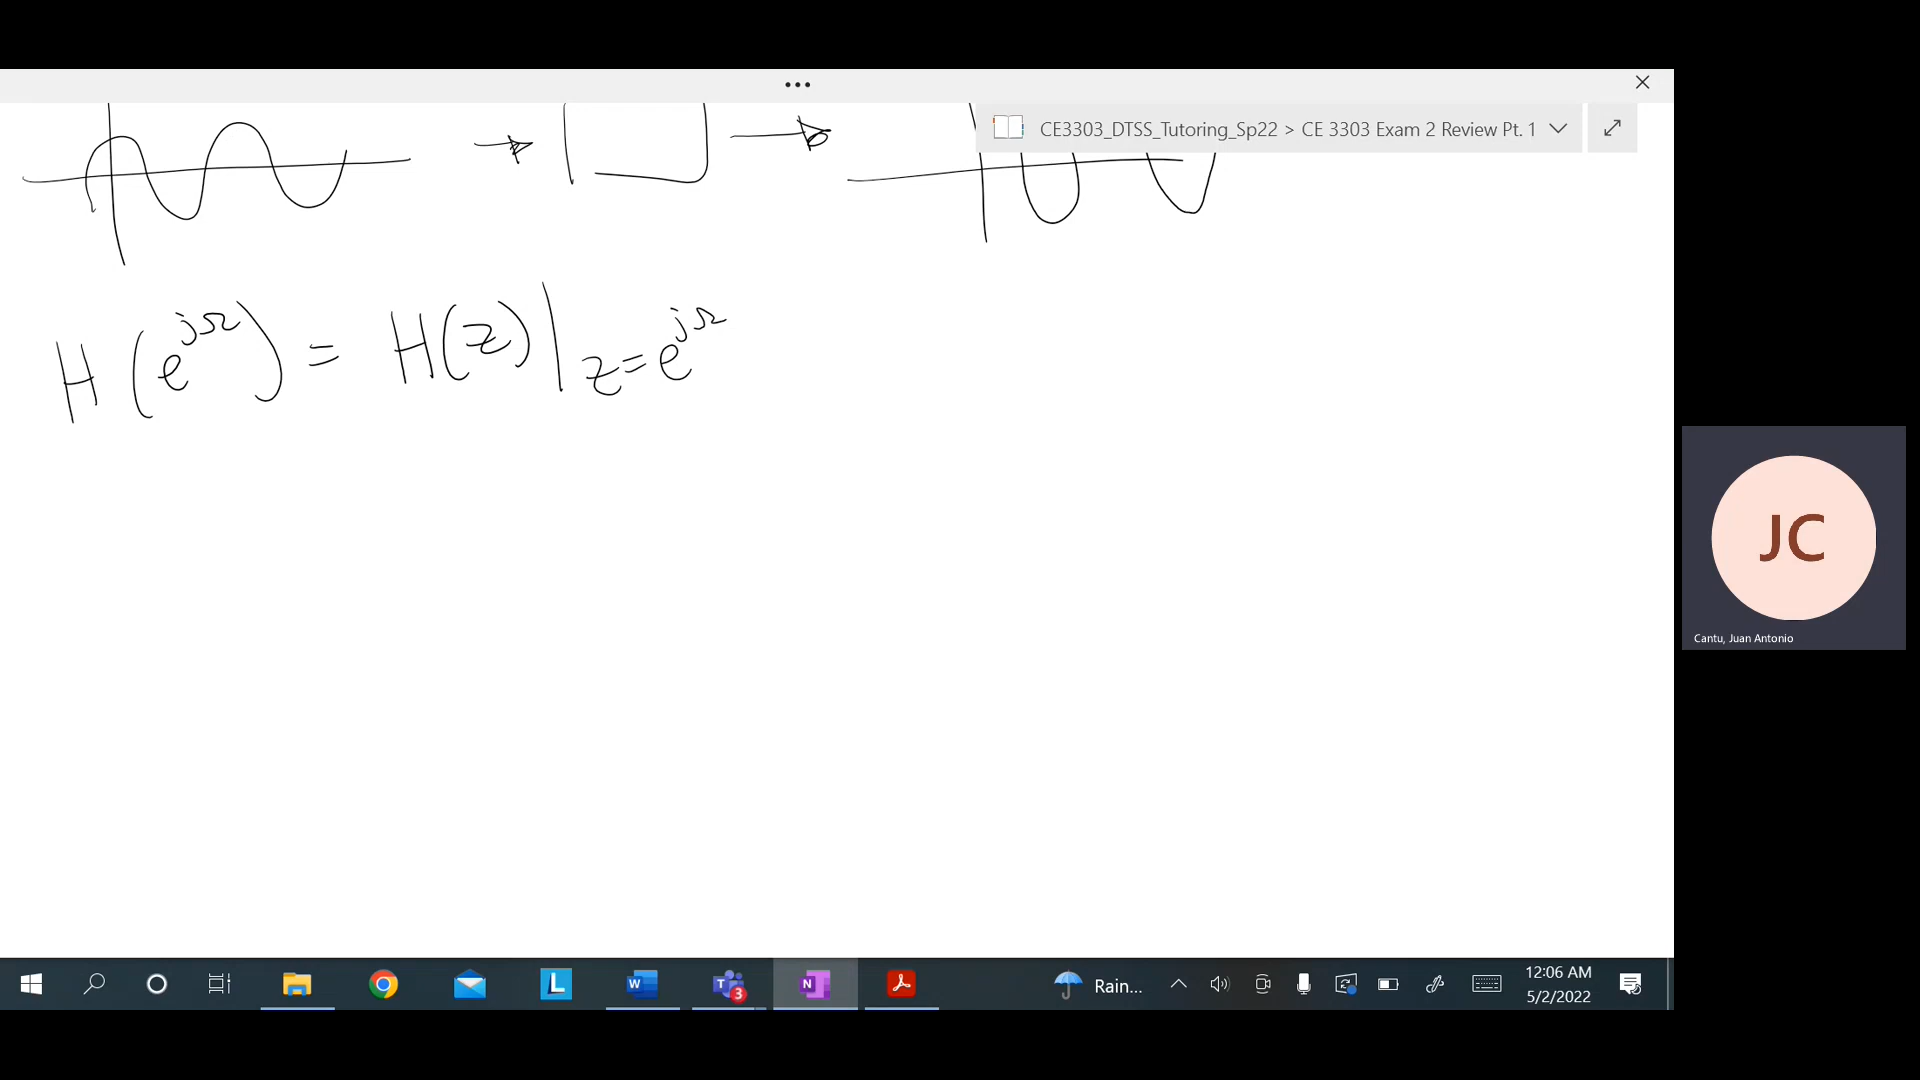 CE3303_DTSS_Tutoring_Sp22 > CE 3303 Exam 2 Review Pt. 1
H(e^{jΩ}) = H(z)|_{z=e^{jΩ}}
JC
Cantu, Juan Antonio
Rain...
12:06 AM
5/2/2022
L
W
T
3
N